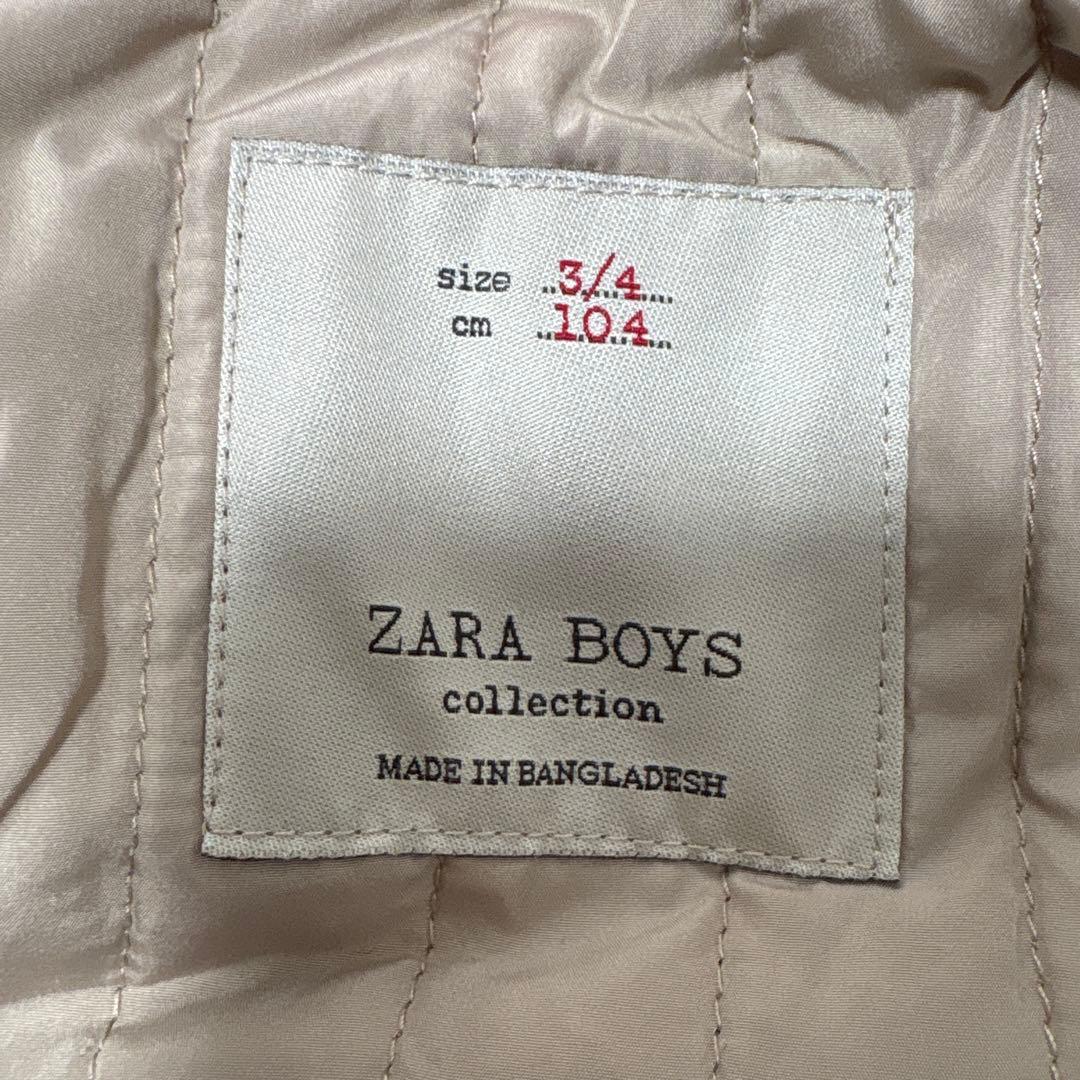 size 3/4
cm 104
ZARA BOYS
collection
MADE IN BANGLADESH